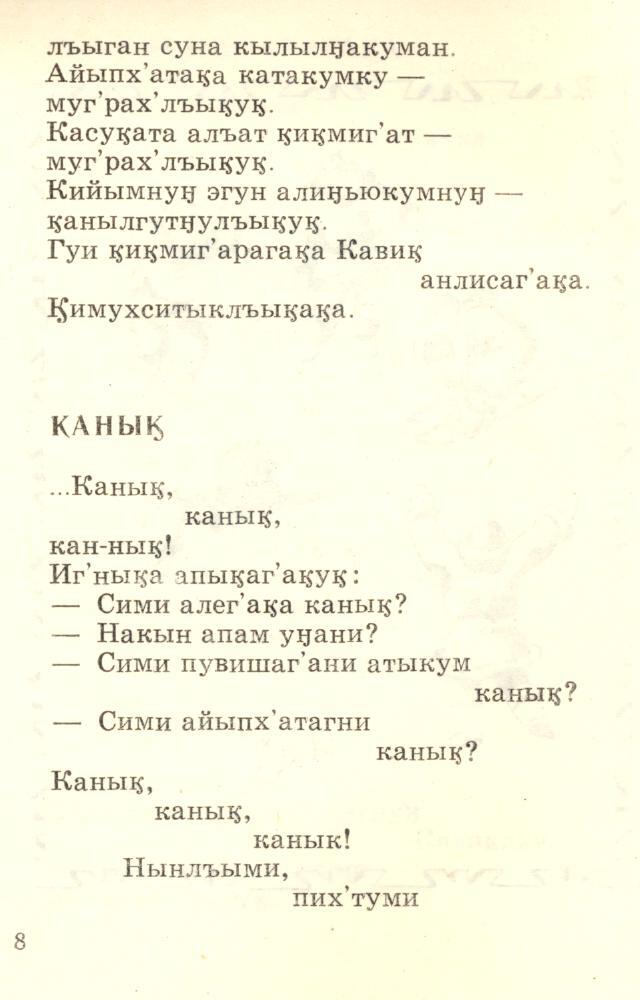 лъыган суна кылылӈакуман.
Айыпх’атаӄа катакумку —
муг’рах’лъыӄуӄ.
Касуӄата алъат ӄиӄмиг’ат —
муг’рах’лъыӄуӄ.
Кийымнуӈ эгун алиӈьюкумнуӈ —
ӄанылгутӈулъыӄуӄ.
Гуи ӄиӄмиг’арагаӄа Кавиӄ
анлисаг’аӄа.
Ӄимухситыклъыӄаӄа.
ӄАНЫӃ
...Каныӄ,
каныӄ,
кан-ныӄ!
Иг’ныӄа апыӄаг’аӄуӄ:
— Сими алег’аӄа каныӄ?
— Накын апам уӈани?
— Сими пувишаг’ани атыкум
каныӄ?
— Сими айыпх’атагни
каныӄ?
Каныӄ,
каныӄ,
канык!
Нынлъыми,
пих’туми
8